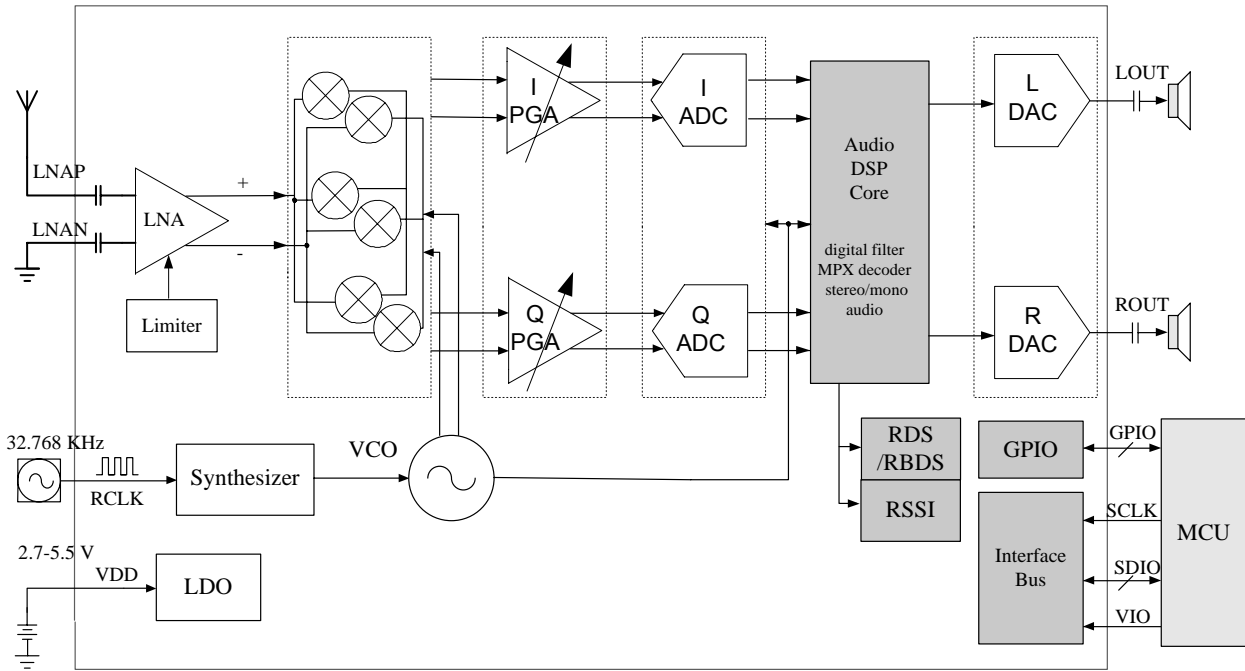 LNAP
LNAN
LNA
+
-
Limiter
I
PGA
Q
PGA
I
ADC
Q
ADC
Audio
DSP
Core
digital filter
MPX decoder
stereo/mono
audio
L
DAC
R
DAC
LOUT
ROUT
32.768 KHz
RCLK
Synthesizer
VCO
RDS
/RBDS
RSSI
GPIO
GPIO
Interface
Bus
SCLK
SDIO
VIO
MCU
2.7-5.5 V
VDD
LDO